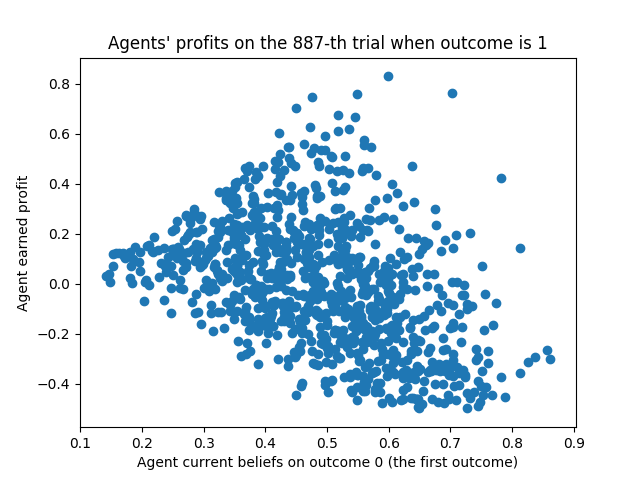 Agents' profits on the 887-th trial when outcome is 1
Agent earned profit
0.8
0.6
0.4
0.2
0.0
−0.2
−0.4
0.1 0.2 0.3 0.4 0.5 0.6 0.7 0.8 0.9
Agent current beliefs on outcome 0 (the first outcome)